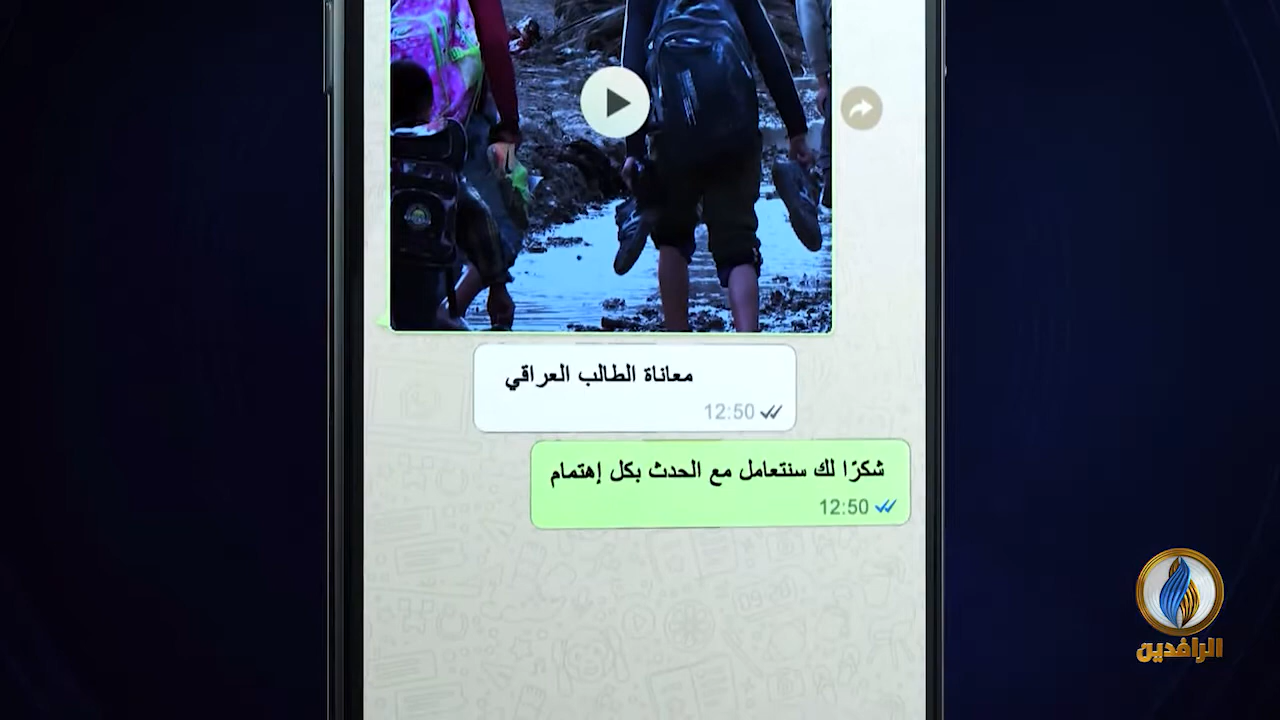 معاناة الطالب العراقي
12:50
شكرًا لك سنتعامل مع الحدث بكل إهتمام
12:50
الرافدين